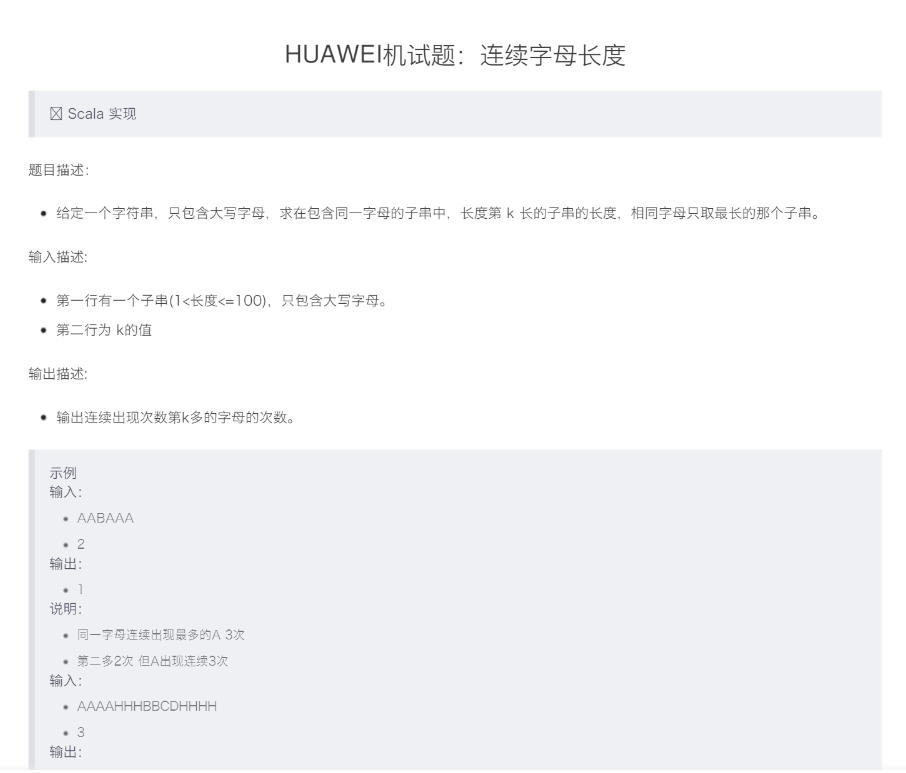 HUAWEI机试题：连续字母长度
Scala 实现
题目描述：
给定一个字符串，只包含大写字母，求在包含同一字母的子串中，长度第 k 长的子串的长度，相同字母只取最长的那个子串。
输入描述:
第一行有一个子串(1<长度<=100)，只包含大写字母。
第二行为 k的值
输出描述:
输出连续出现次数第k多的字母的次数。
示例
输入：
AABAAA
2
输出：
1
说明：
同一字母连续出现最多的A 3次
第二多2次 但A出现连续3次
输入：
AAAAHHHBBCDHHHH
3
输出：